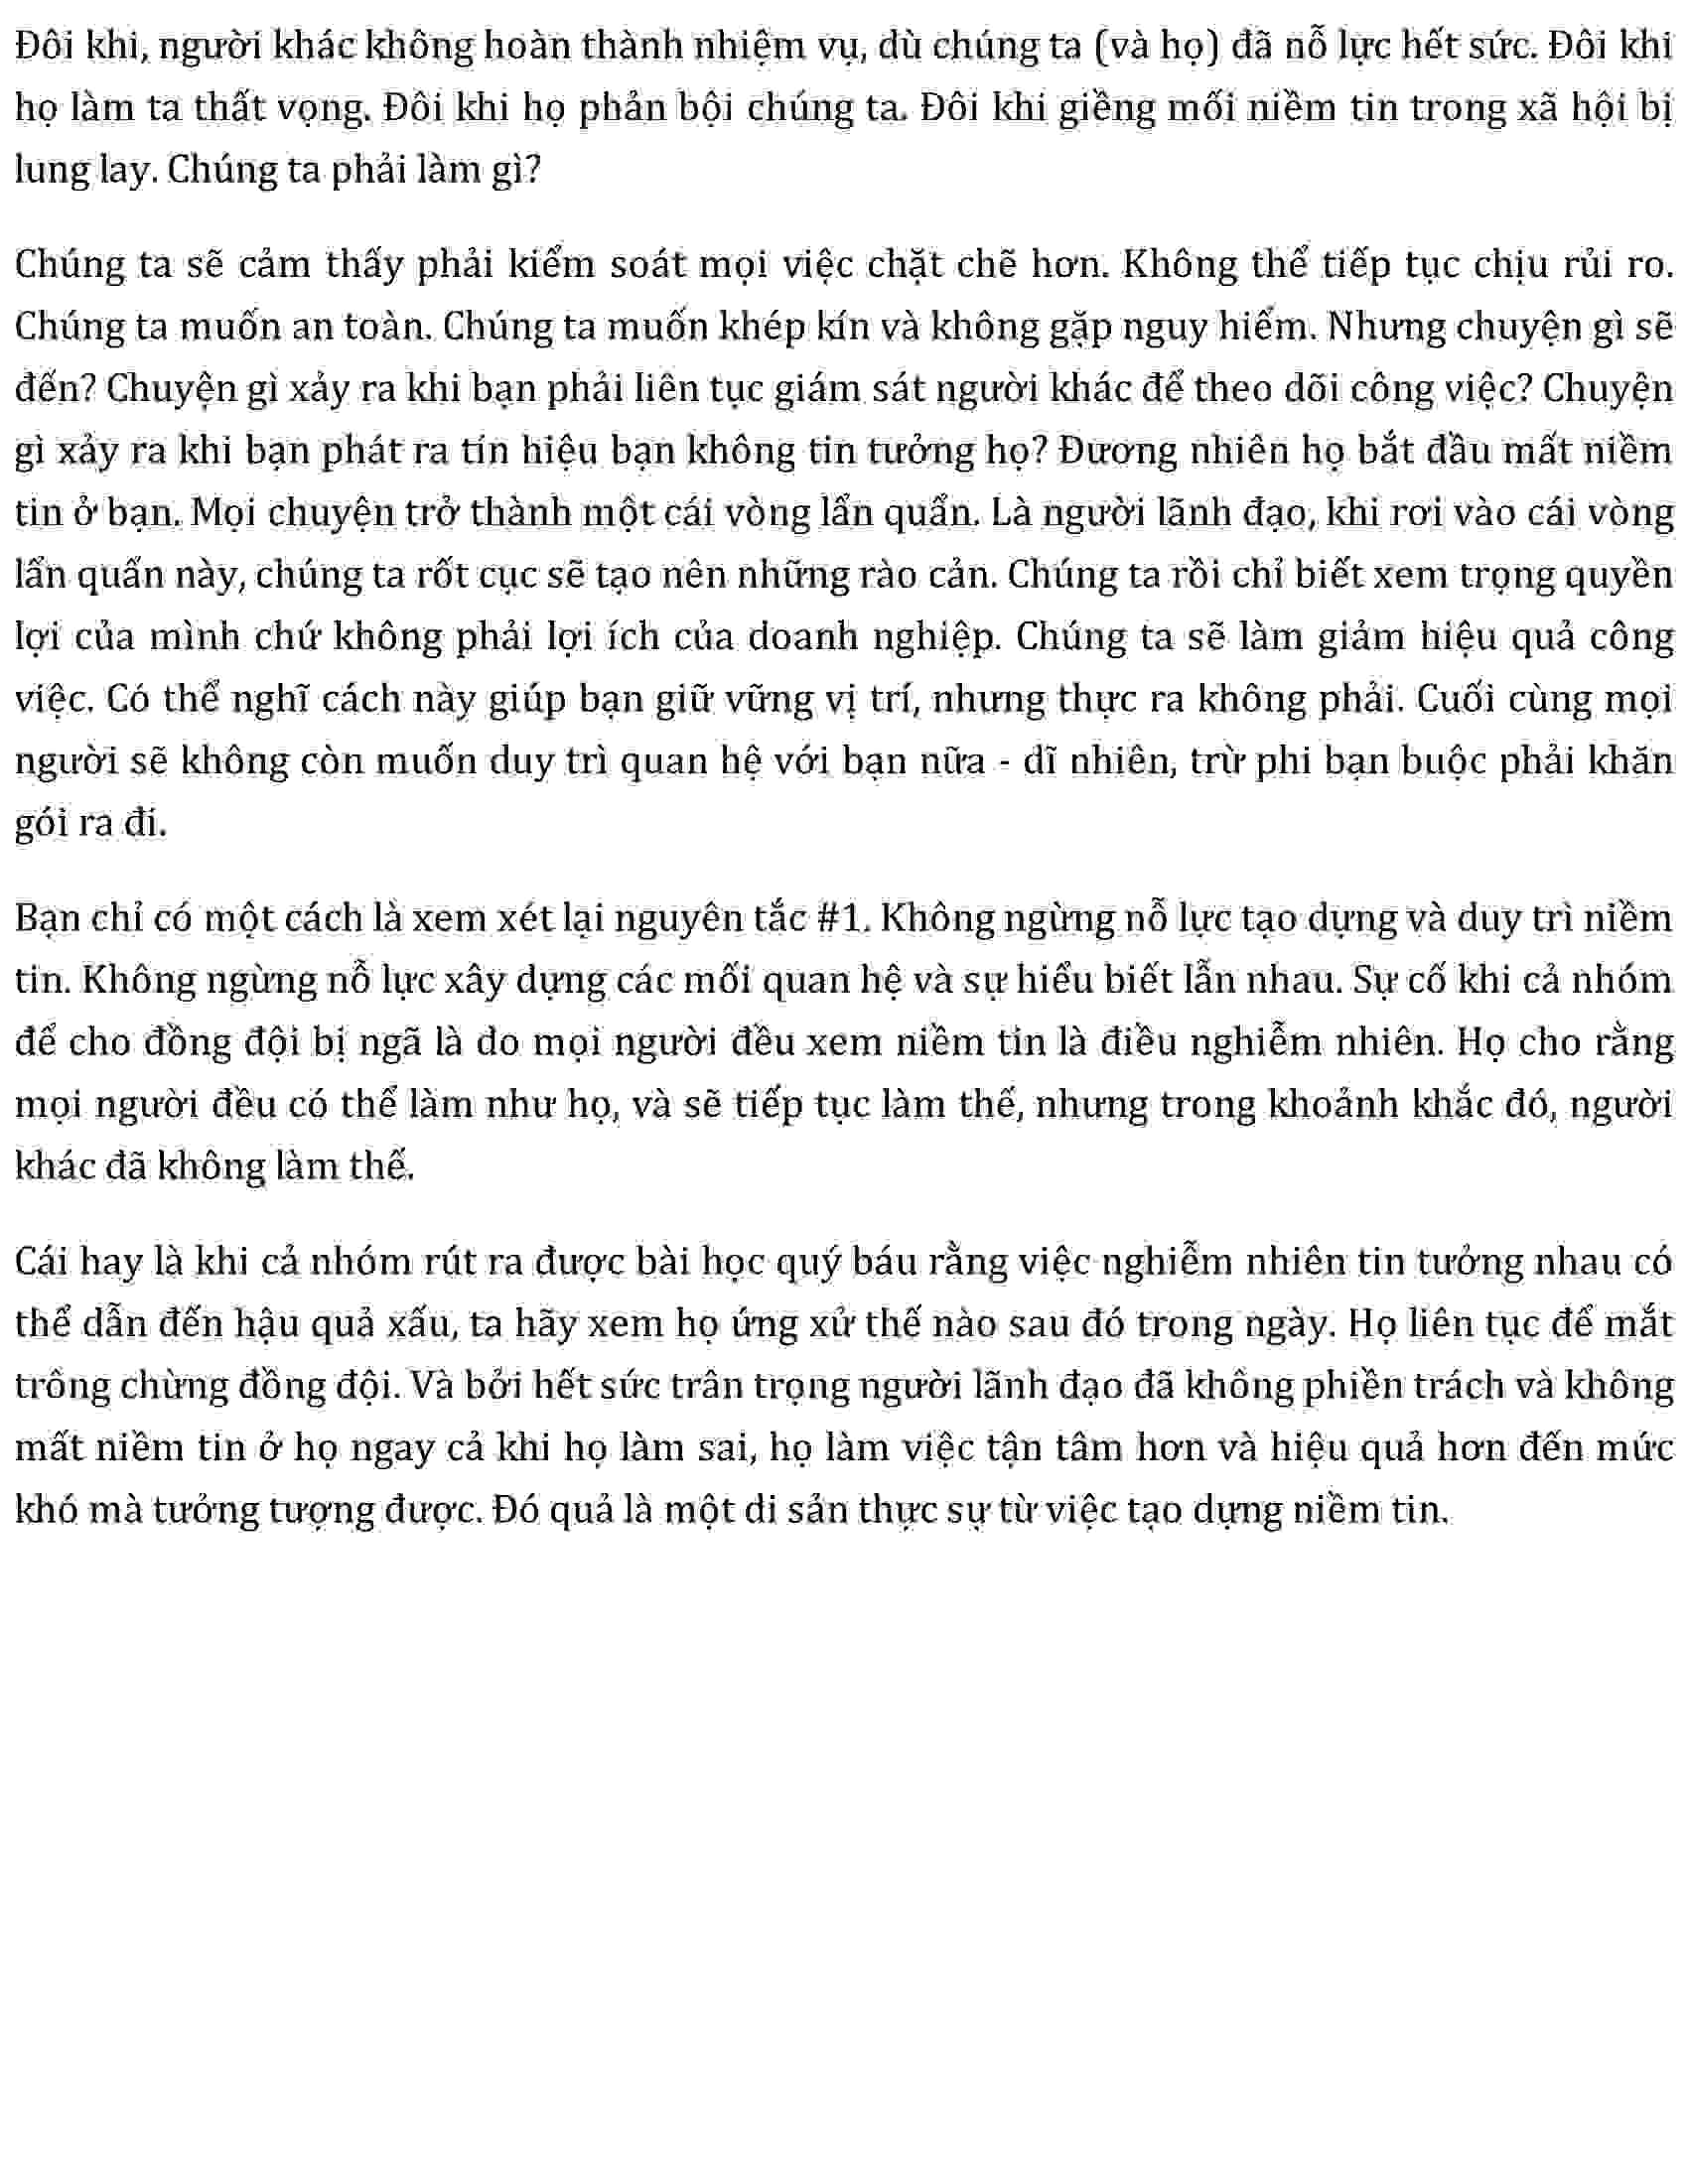 Đôi khi, người khác không hoàn thành nhiệm vụ, dù chúng ta (và họ) đã nỗ lực hết sức. Đôi khi
họ làm ta thất vọng. Đôi khi họ phản bội chúng ta. Đôi khi giềng mối niềm tin trong xã hội bị
lung lay. Chúng ta phải làm gì?
Chúng ta sẽ cảm thấy phải kiểm soát mọi việc chặt chẽ hơn. Không thể tiếp tục chịu rủi ro.
Chúng ta muốn an toàn. Chúng ta muốn khép kín và không gặp nguy hiểm. Nhưng chuyện gì sẽ
đến? Chuyện gì xảy ra khi bạn phải liên tục giám sát người khác để theo dõi công việc? Chuyện
gì xảy ra khi bạn phát ra tín hiệu bạn không tin tưởng họ? Đương nhiên họ bắt đầu mất niềm
tin ở bạn. Mọi chuyện trở thành một cái vòng lẩn quẩn. Là người lãnh đạo, khi rơi vào cái vòng
lẩn quẩn này, chúng ta rốt cục sẽ tạo nên những rào cản. Chúng ta rồi chỉ biết xem trọng quyền
lợi của mình chứ không phải lợi ích của doanh nghiệp. Chúng ta sẽ làm giảm hiệu quả công
việc. Có thể nghĩ cách này giúp bạn giữ vững vị trí, nhưng thực ra không phải. Cuối cùng mọi
người sẽ không còn muốn duy trì quan hệ với bạn nữa - dĩ nhiên, trừ phi bạn buộc phải khăn
gói ra đi.
Bạn chỉ có một cách là xem xét lại nguyên tắc #1. Không ngừng nỗ lực tạo dựng và duy trì niềm
tin. Không ngừng nỗ lực xây dựng các mối quan hệ và sự hiểu biết lẫn nhau. Sự cố khi cả nhóm
để cho đồng đội bị ngã là do mọi người đều xem niềm tin là điều nghiễm nhiên. Họ cho rằng
mọi người đều có thể làm như họ, và sẽ tiếp tục làm thế, nhưng trong khoảnh khắc đó, người
khác đã không làm thế.
Cái hay là khi cả nhóm rút ra được bài học quý báu rằng việc nghiễm nhiên tin tưởng nhau có
thể dẫn đến hậu quả xấu, ta hãy xem họ ứng xử thế nào sau đó trong ngày. Họ liên tục để mắt
trông chừng đồng đội. Và bởi hết sức trân trọng người lãnh đạo đã không phiền trách và không
mất niềm tin ở họ ngay cả khi họ làm sai, họ làm việc tận tâm hơn và hiệu quả hơn đến mức
khó mà tưởng tượng được. Đó quả là một di sản thực sự từ việc tạo dựng niềm tin.